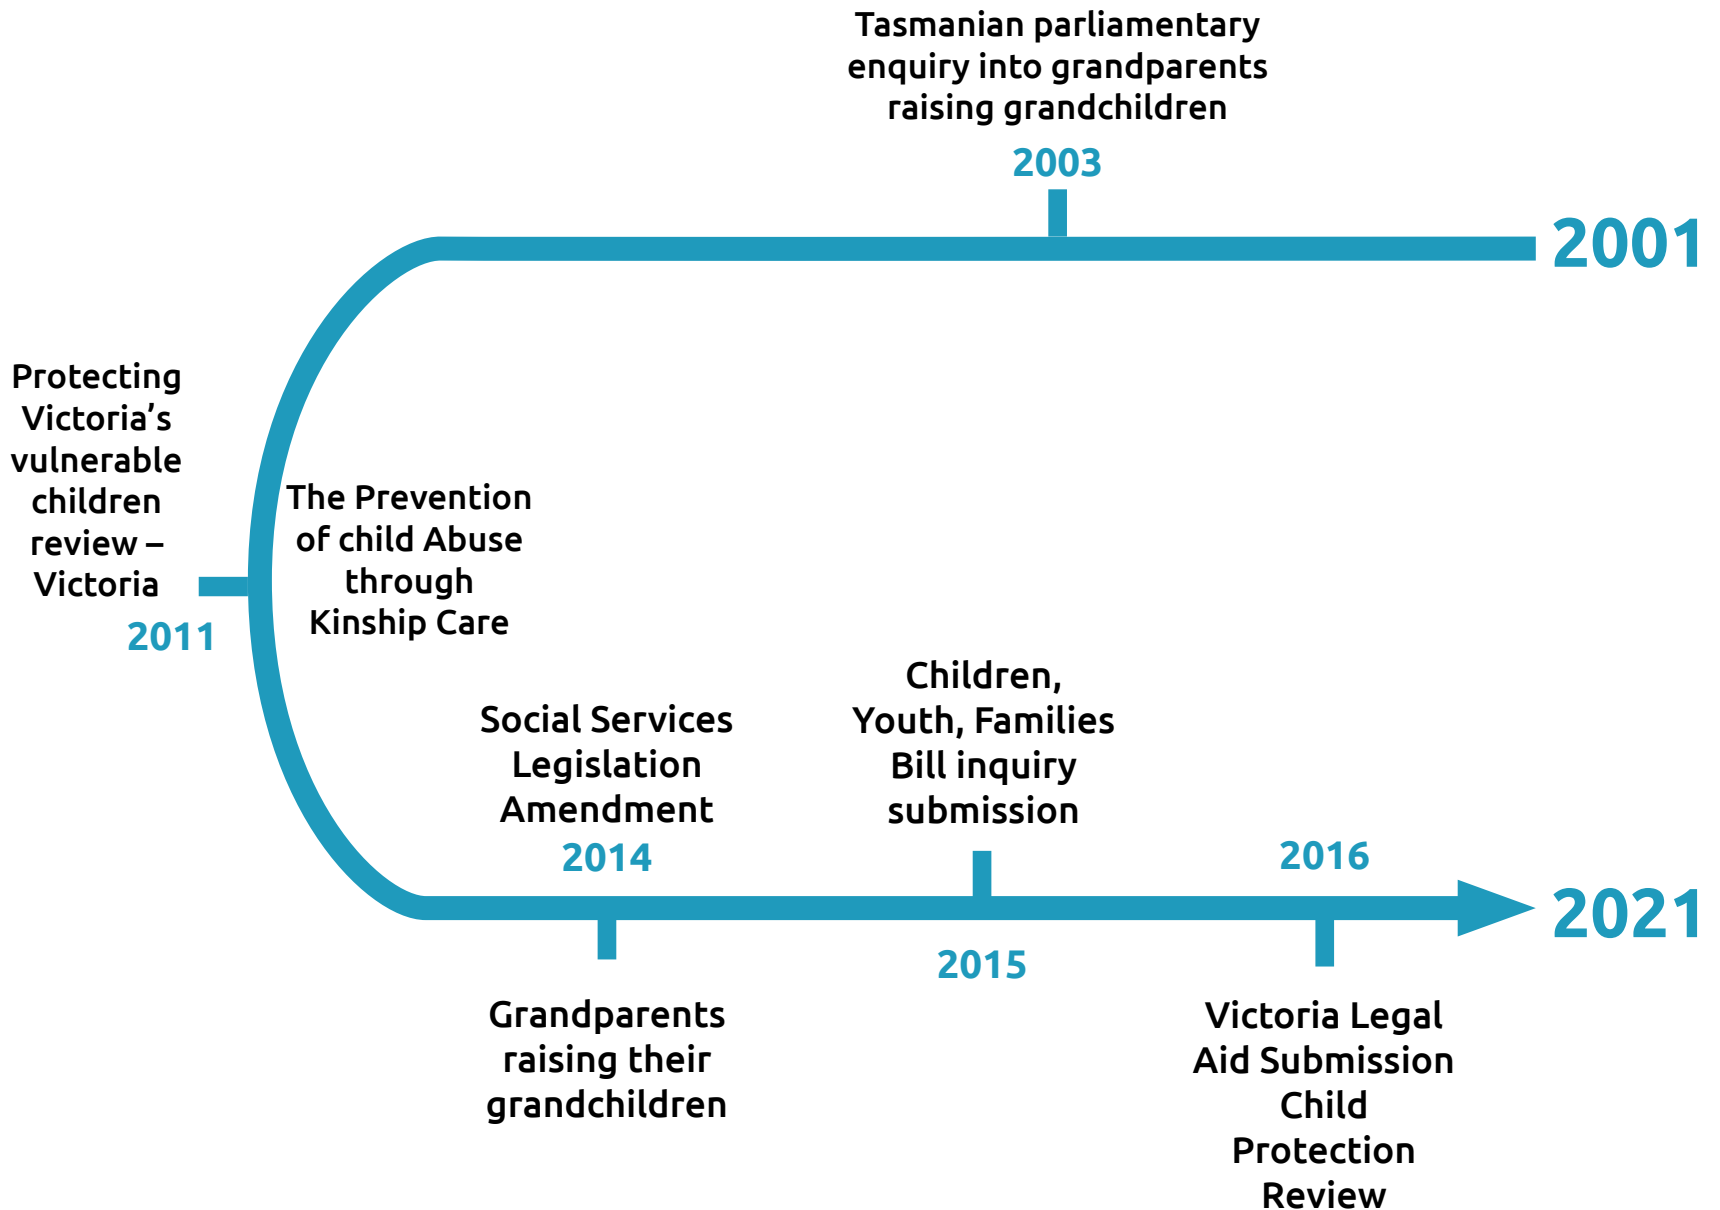 Tasmanian parliamentary
enquiry into grandparents
raising grandchildren
2003
2001
Protecting
Victoria’s
vulnerable
children
review –
Victoria
2011
The Prevention
of child Abuse
through
Kinship Care
Social Services
Legislation
Amendment
2014
Grandparents
raising their
grandchildren
Children,
Youth, Families
Bill inquiry
submission
2015
2016
Victoria Legal
Aid Submission
Child
Protection
Review
2021